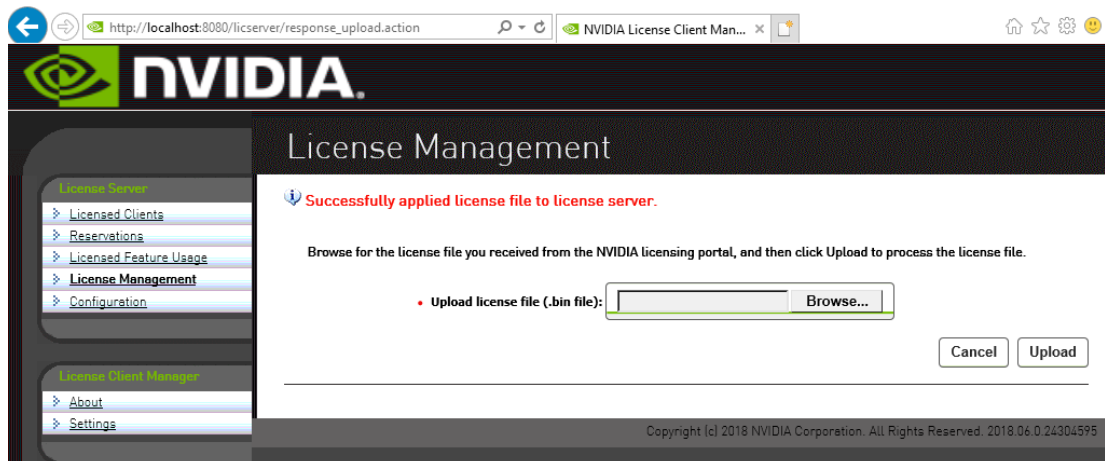 http://localhost:8080/licserver/response_upload.action
NVIDIA License Client Man...
NVIDIA.
License Management
License Server
Licensed Clients
Reservations
Licensed Feature Usage
License Management
Configuration
License Client Manager
About
Settings
Successfully applied license file to license server.
Browse for the license file you received from the NVIDIA licensing portal, and then click Upload to process the license file.
• Upload license file (.bin file): Browse...
Cancel Upload
Copyright (c) 2018 NVIDIA Corporation. All Rights Reserved. 2018.06.0.24304595